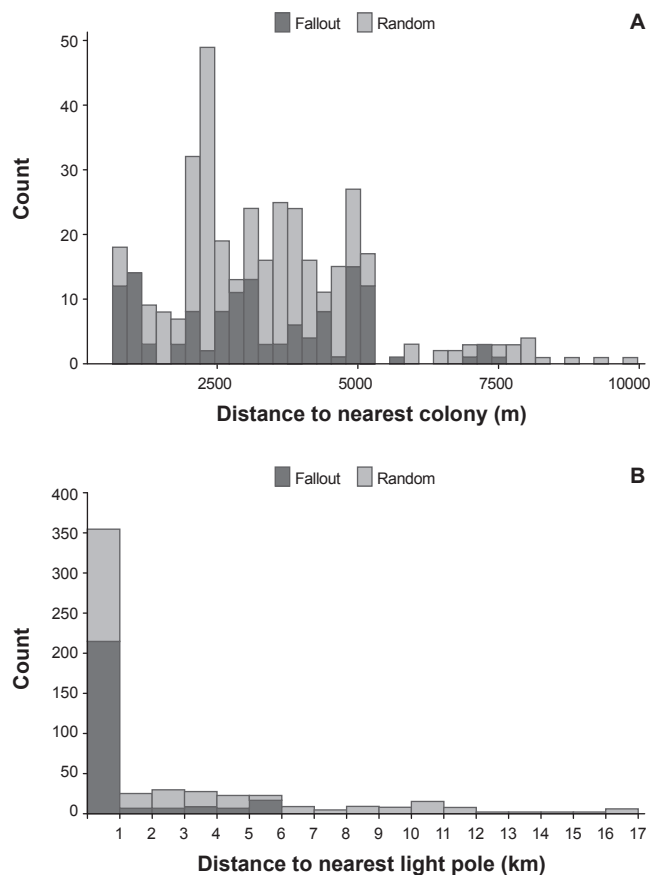 Fallout Random A
50
40
30
20
10
0
Count
2500 5000 7500 10000
Distance to nearest colony (m)
Fallout Random B
400
350
300
250
200
150
100
50
0
Count
1 2 3 4 5 6 7 8 9 10 11 12 13 14 15 16 17
Distance to nearest light pole (km)